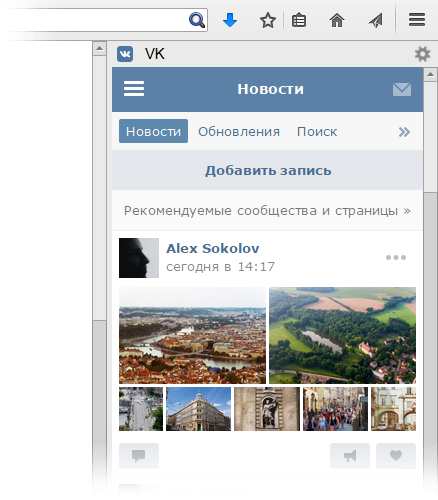 VK
Новости
Новости Обновления Поиск »
Добавить запись
Рекомендуемые сообщества и страницы »
Alex Sokolov
сегодня в 14:17